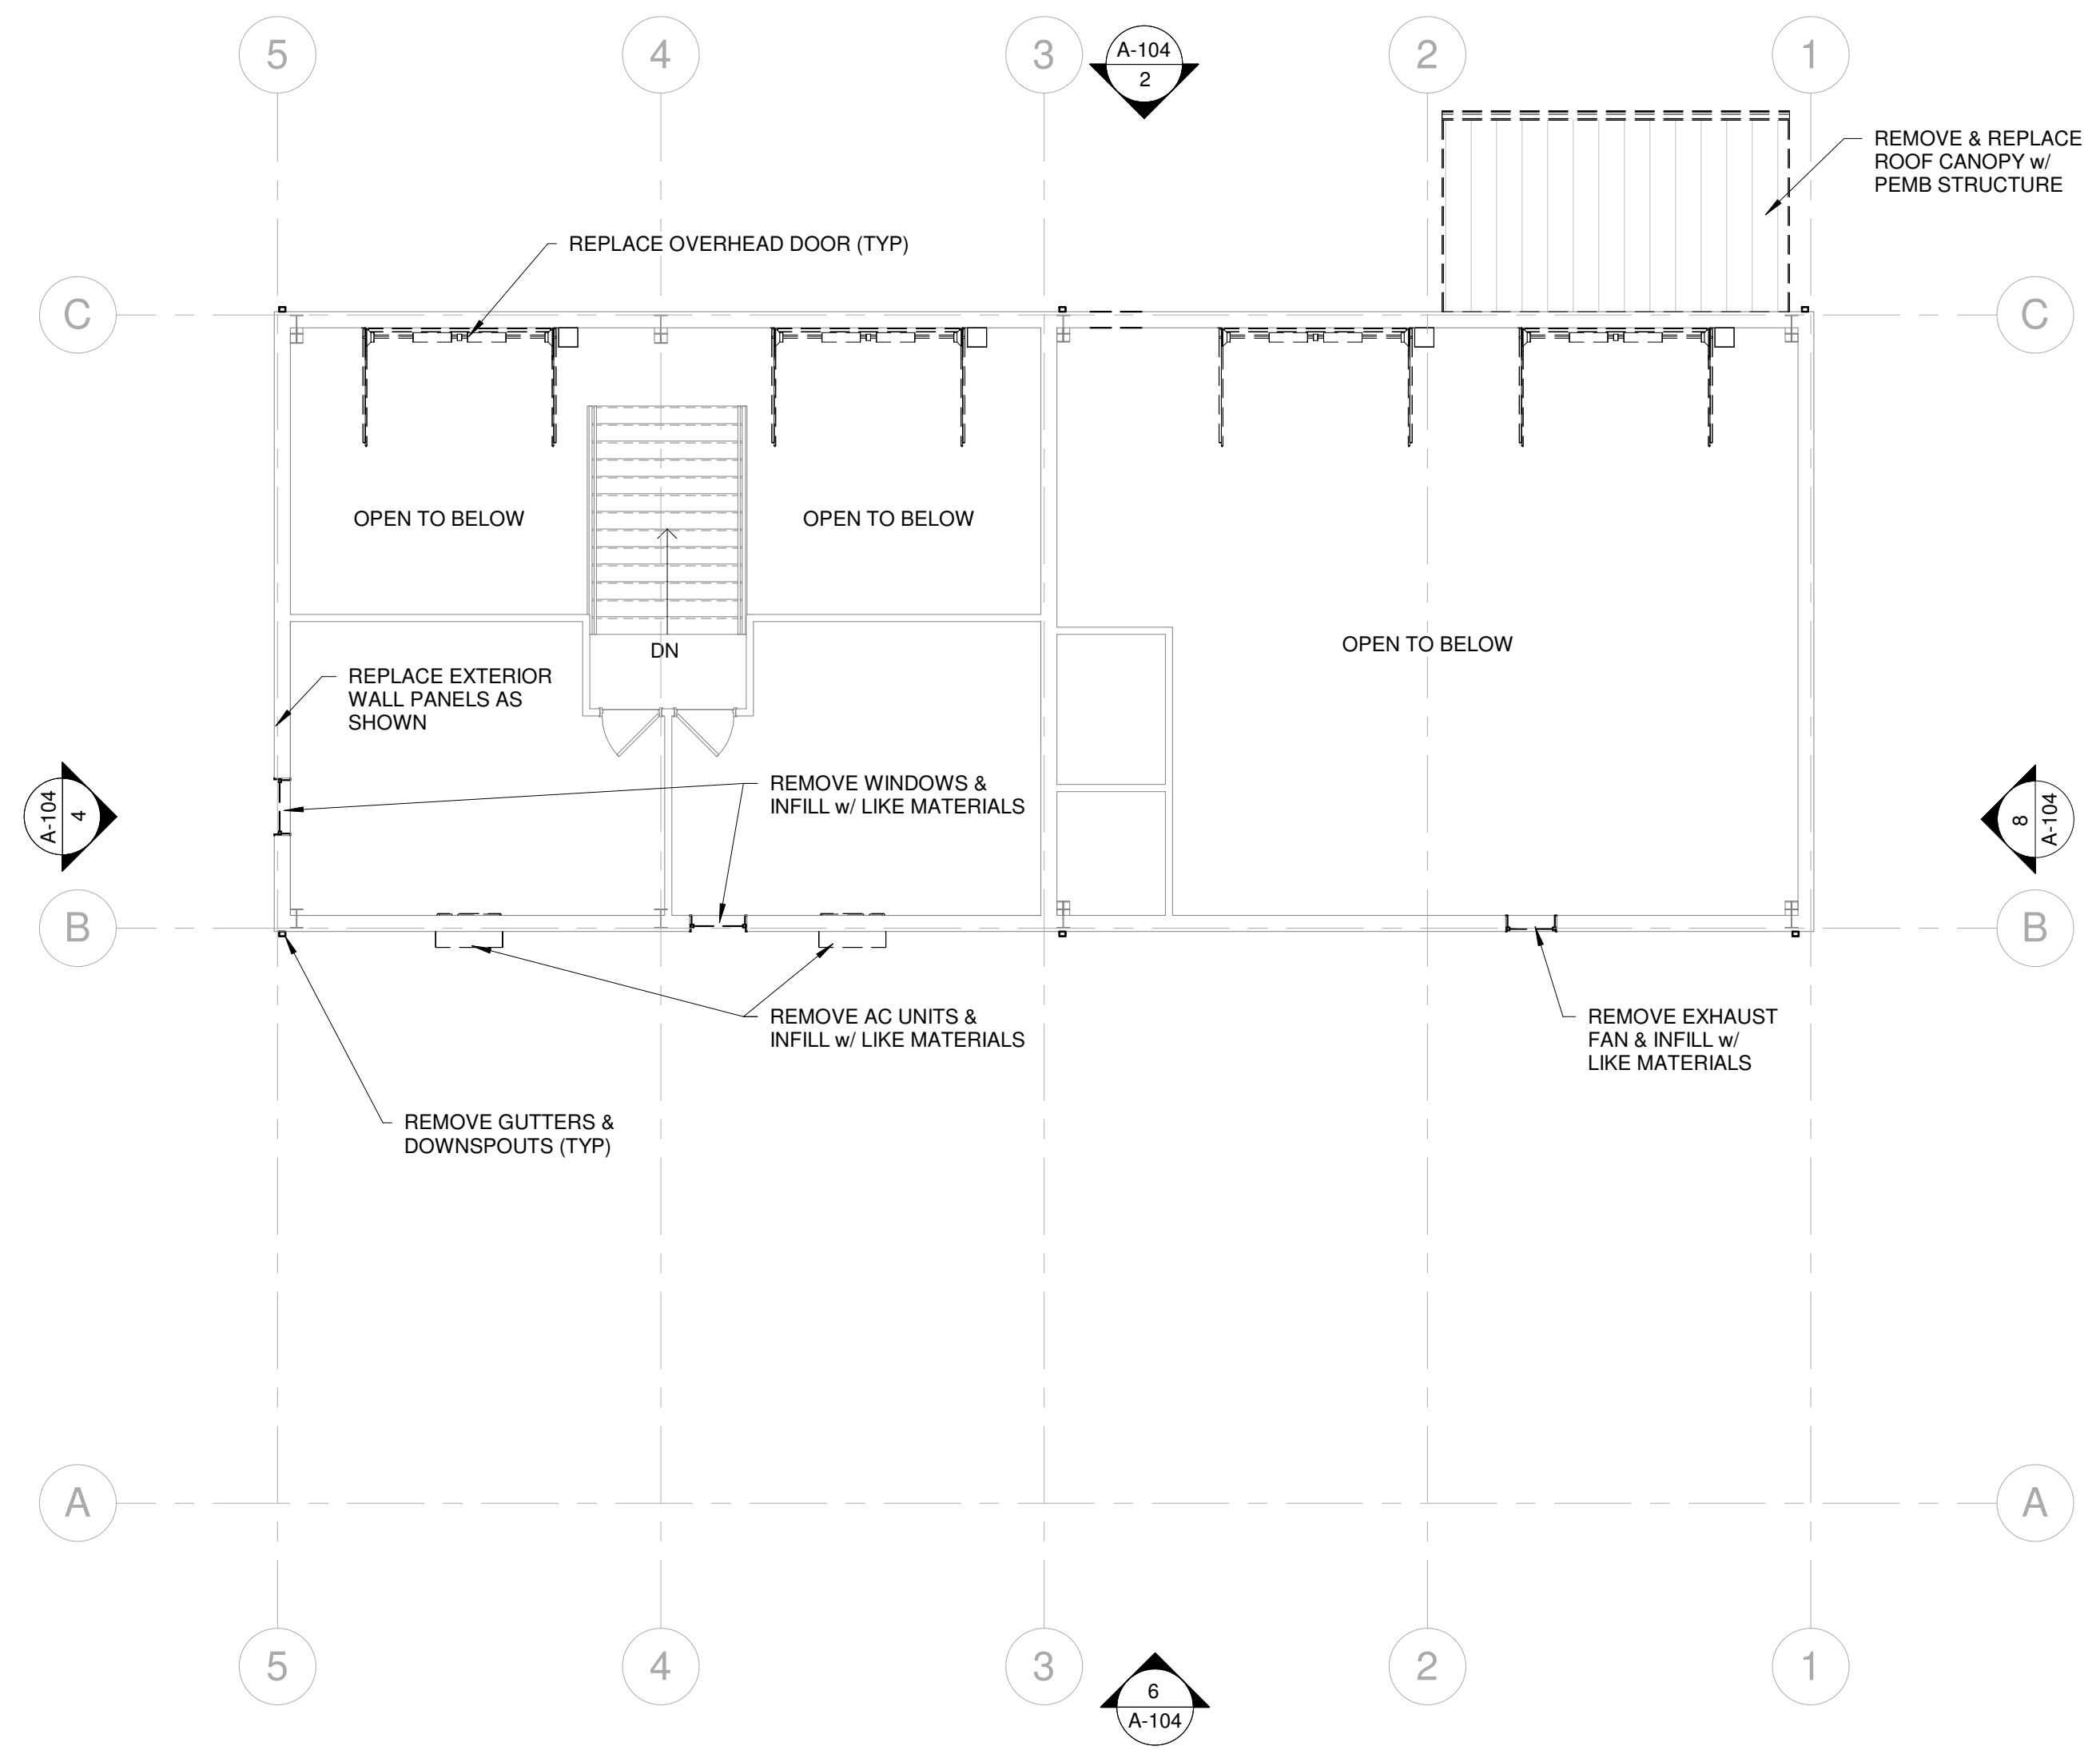 5
4
3
A-104
2
2
1
REMOVE & REPLACE
ROOF CANOPY w/
PEMB STRUCTURE
REPLACE OVERHEAD DOOR (TYP)
C
C
OPEN TO BELOW
OPEN TO BELOW
OPEN TO BELOW
DN
REPLACE EXTERIOR
WALL PANELS AS
SHOWN
REMOVE WINDOWS &
INFILL w/ LIKE MATERIALS
A-104
4
8
A-104
B
B
REMOVE AC UNITS &
INFILL w/ LIKE MATERIALS
REMOVE EXHAUST
FAN & INFILL w/
LIKE MATERIALS
REMOVE GUTTERS &
DOWNSPOUTS (TYP)
A
A
5
4
3
6
A-104
2
1